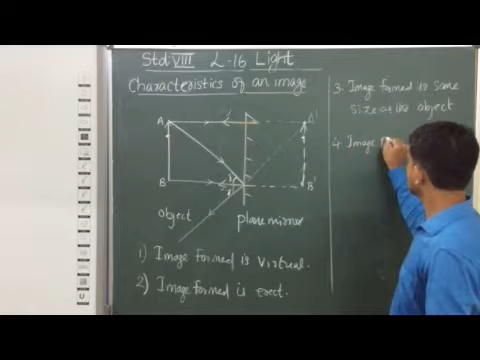 Std: VIII L-16 Light
Characteristics of an image
A
A'
B
B'
object
plane mirror
1) Image formed is virtual.
2) Image formed is erect.
3. Image formed is same
size as the object
4. Image